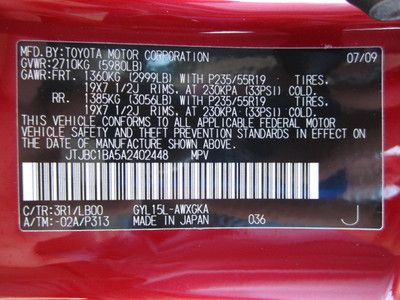 MFD. BY: TOYOTA MOTOR CORPORATION 07/09
GVWR: 2710KG (5980LB)
GAWR: FRT. 1360KG (2999LB) WITH P235/55R19 TIRES,
19X7 1/2J RIMS, AT 230KPA (33PSI) COLD
RR. 1385KG (3056LB) WITH P235/55R19 TIRES,
19X7 1/2J RIMS, AT 230KPA (33PSI) COLD
THIS VEHICLE CONFORMS TO ALL APPLICABLE FEDERAL MOTOR
VEHICLE SAFETY AND THEFT PREVENTION STANDARDS IN EFFECT ON
THE DATE OF MANUFACTURE SHOWN ABOVE.
JTJBC1BA5A2402448 MPV
C/TR: 3R1/LB00 GYL15L-AWXGKA
A/TM: -02A/P313 MADE IN JAPAN 036 J